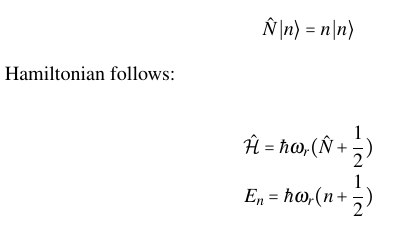 N̂|n⟩ = n|n⟩
Hamiltonian follows:
Ĥ = ℏω_r(N̂ + 1/2)
E_n = ℏω_r(n + 1/2)